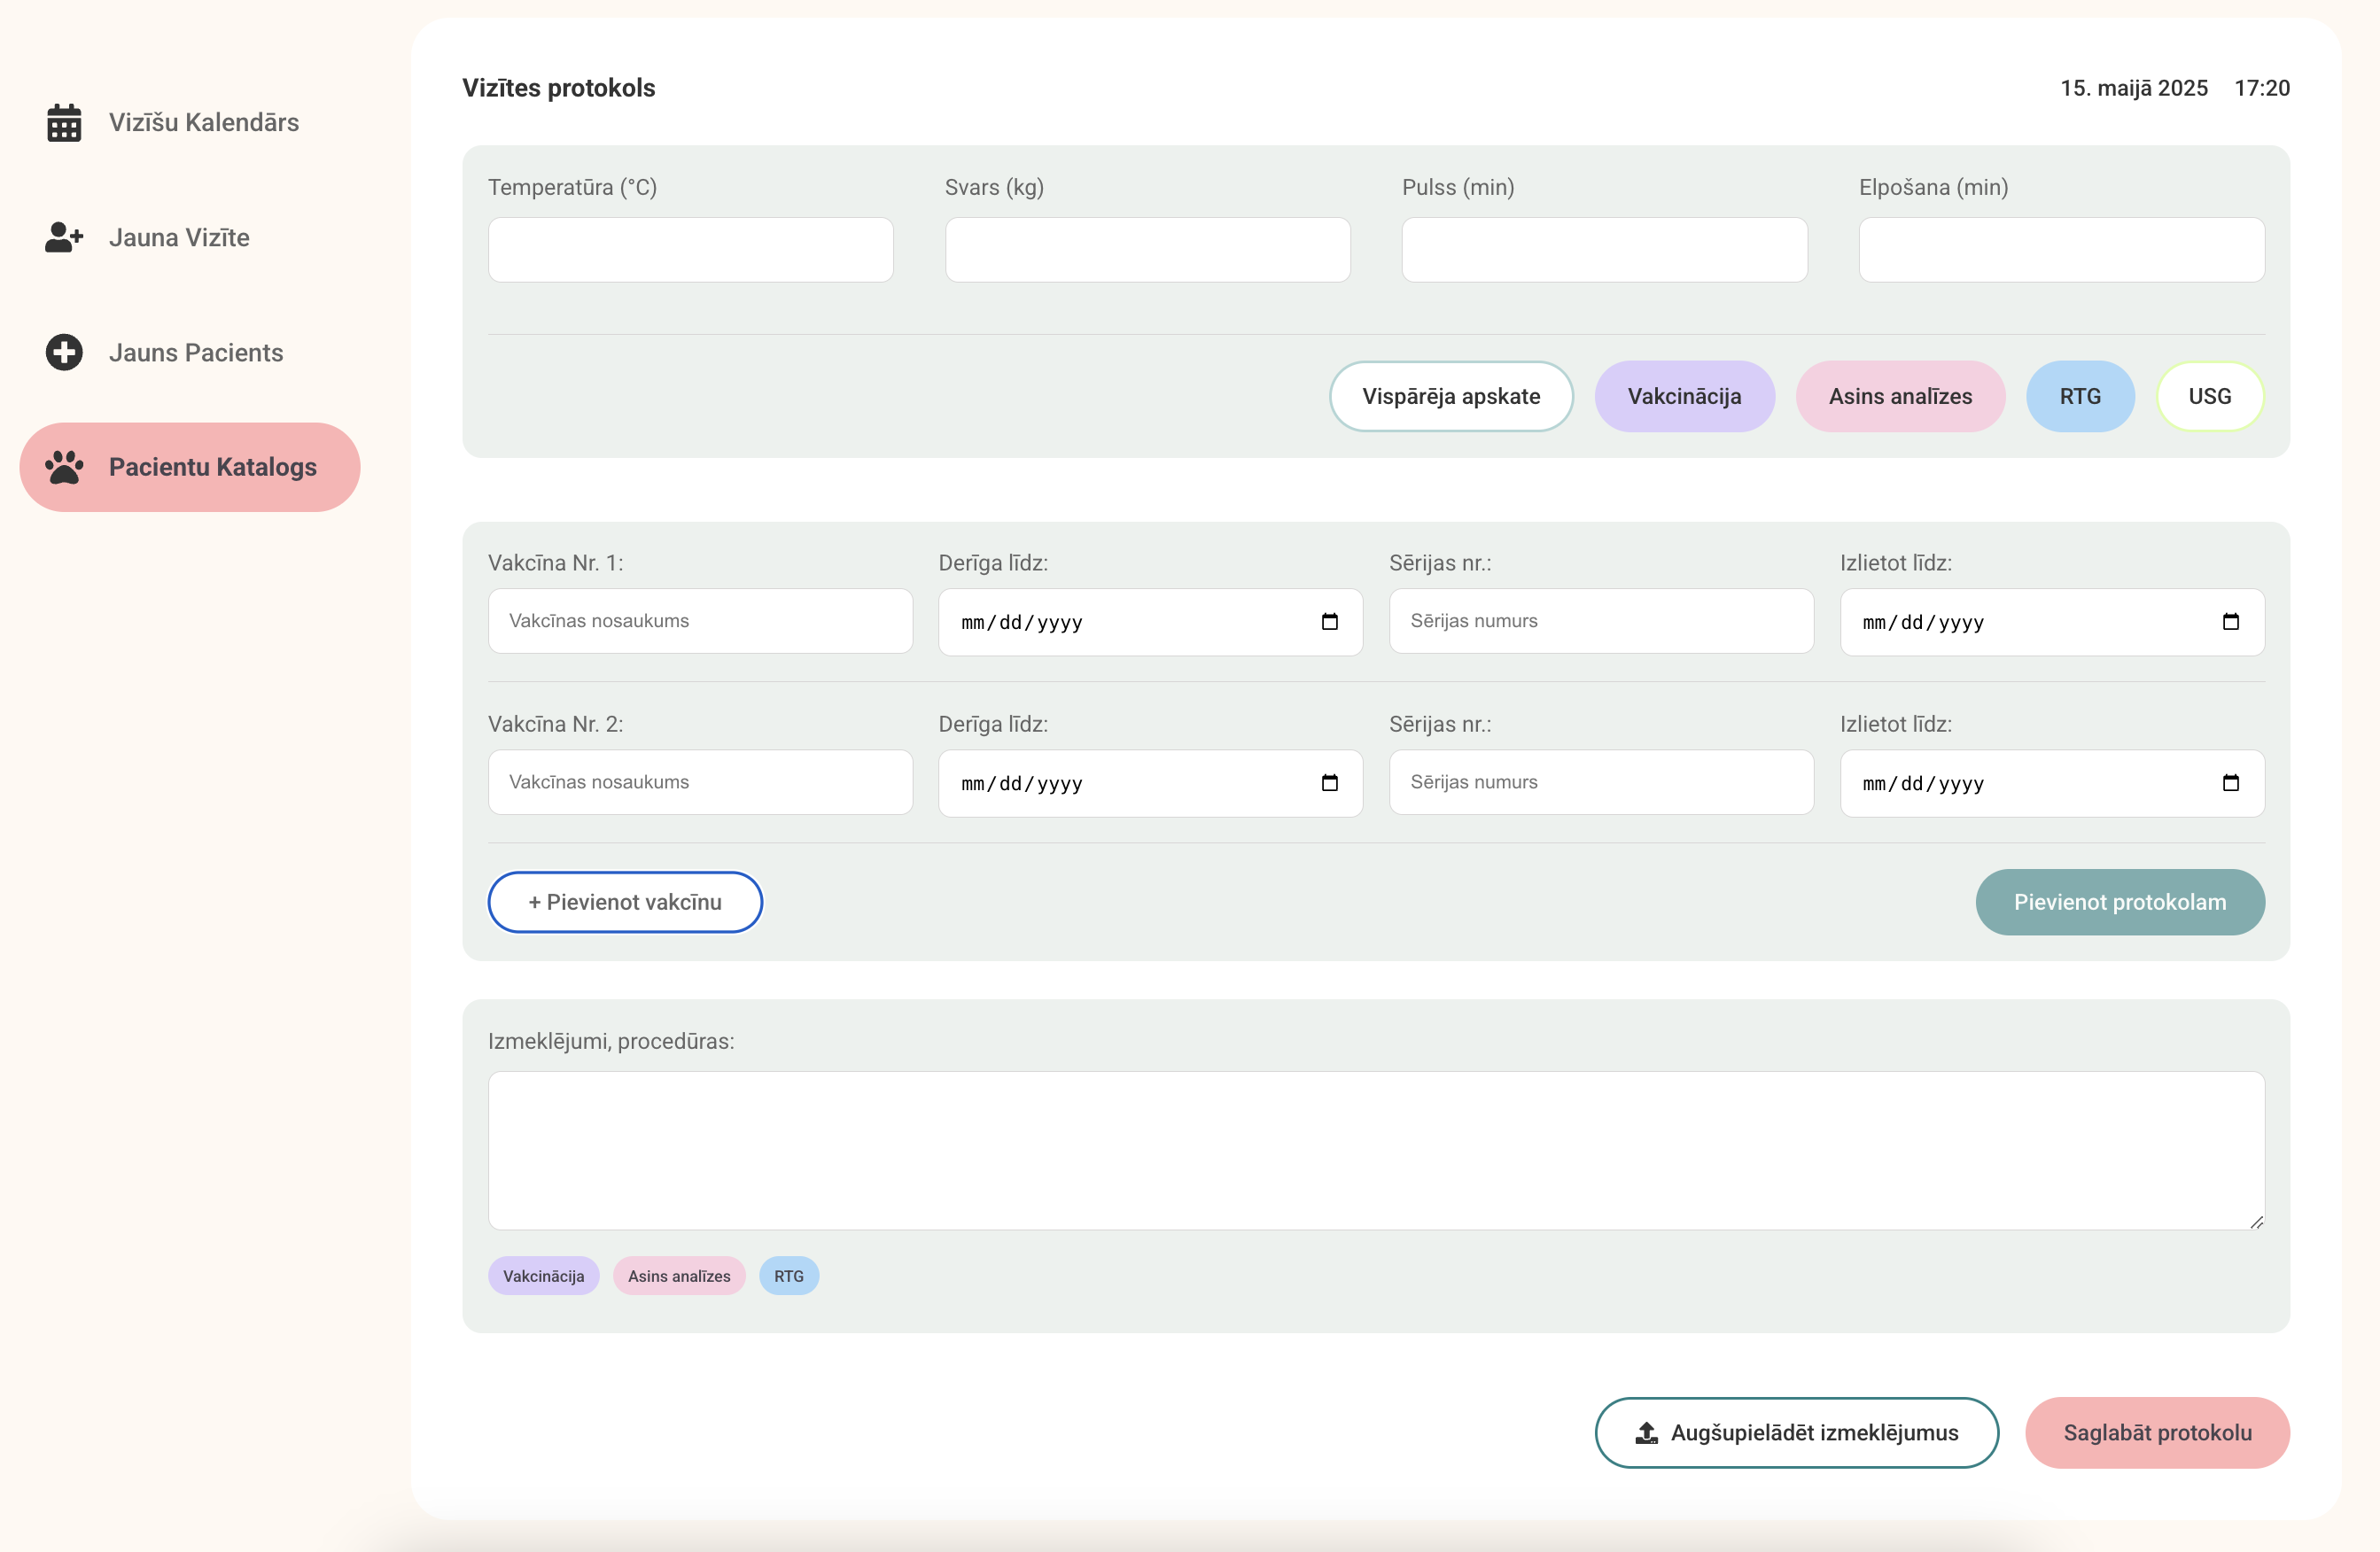 Vizīšu Kalendārs
Jauna Vizīte
Jauns Pacients
Pacientu Katalogs
Vizītes protokols
15. maijā 2025 17:20
Temperatūra (°C) Svars (kg) Pulss (min) Elpošana (min)
Vispārēja apskate Vakcinācija Asins analīzes RTG USG
Vakcīna Nr. 1: Derīga līdz: Sērijas nr.: Izlietot līdz:
Vakcīnas nosaukums mm/dd/yyyy Sērijas numurs mm/dd/yyyy
Vakcīna Nr. 2: Derīga līdz: Sērijas nr.: Izlietot līdz:
Vakcīnas nosaukums mm/dd/yyyy Sērijas numurs mm/dd/yyyy
+ Pievienot vakcīnu Pievienot protokolam
Izmeklējumi, procedūras:
Vakcinācija Asins analīzes RTG
Augšupielādēt izmeklējumus Saglabāt protokolu